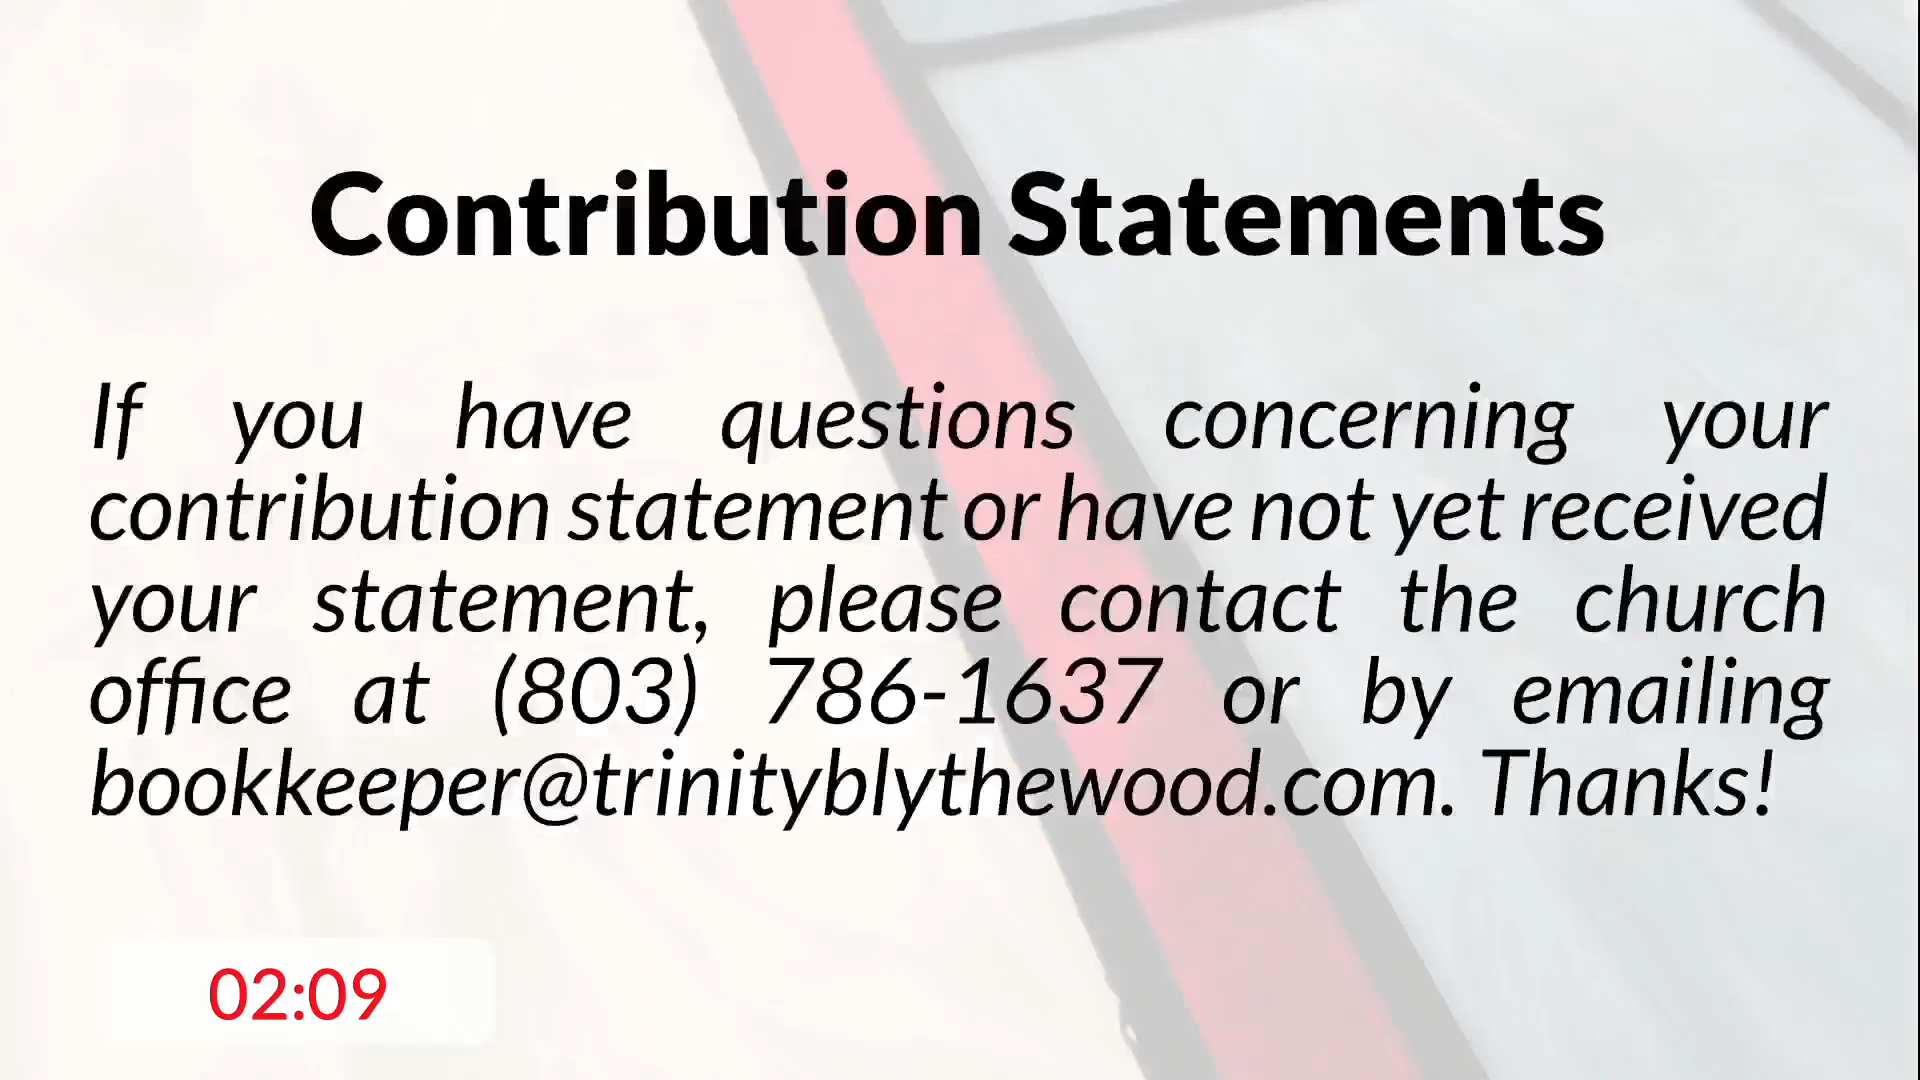 Contribution Statements
If you have questions concerning your
contribution statement or have not yet received
your statement, please contact the church
office at (803) 786-1637 or by emailing
bookkeeper@trinityblythewood.com. Thanks!
02:09